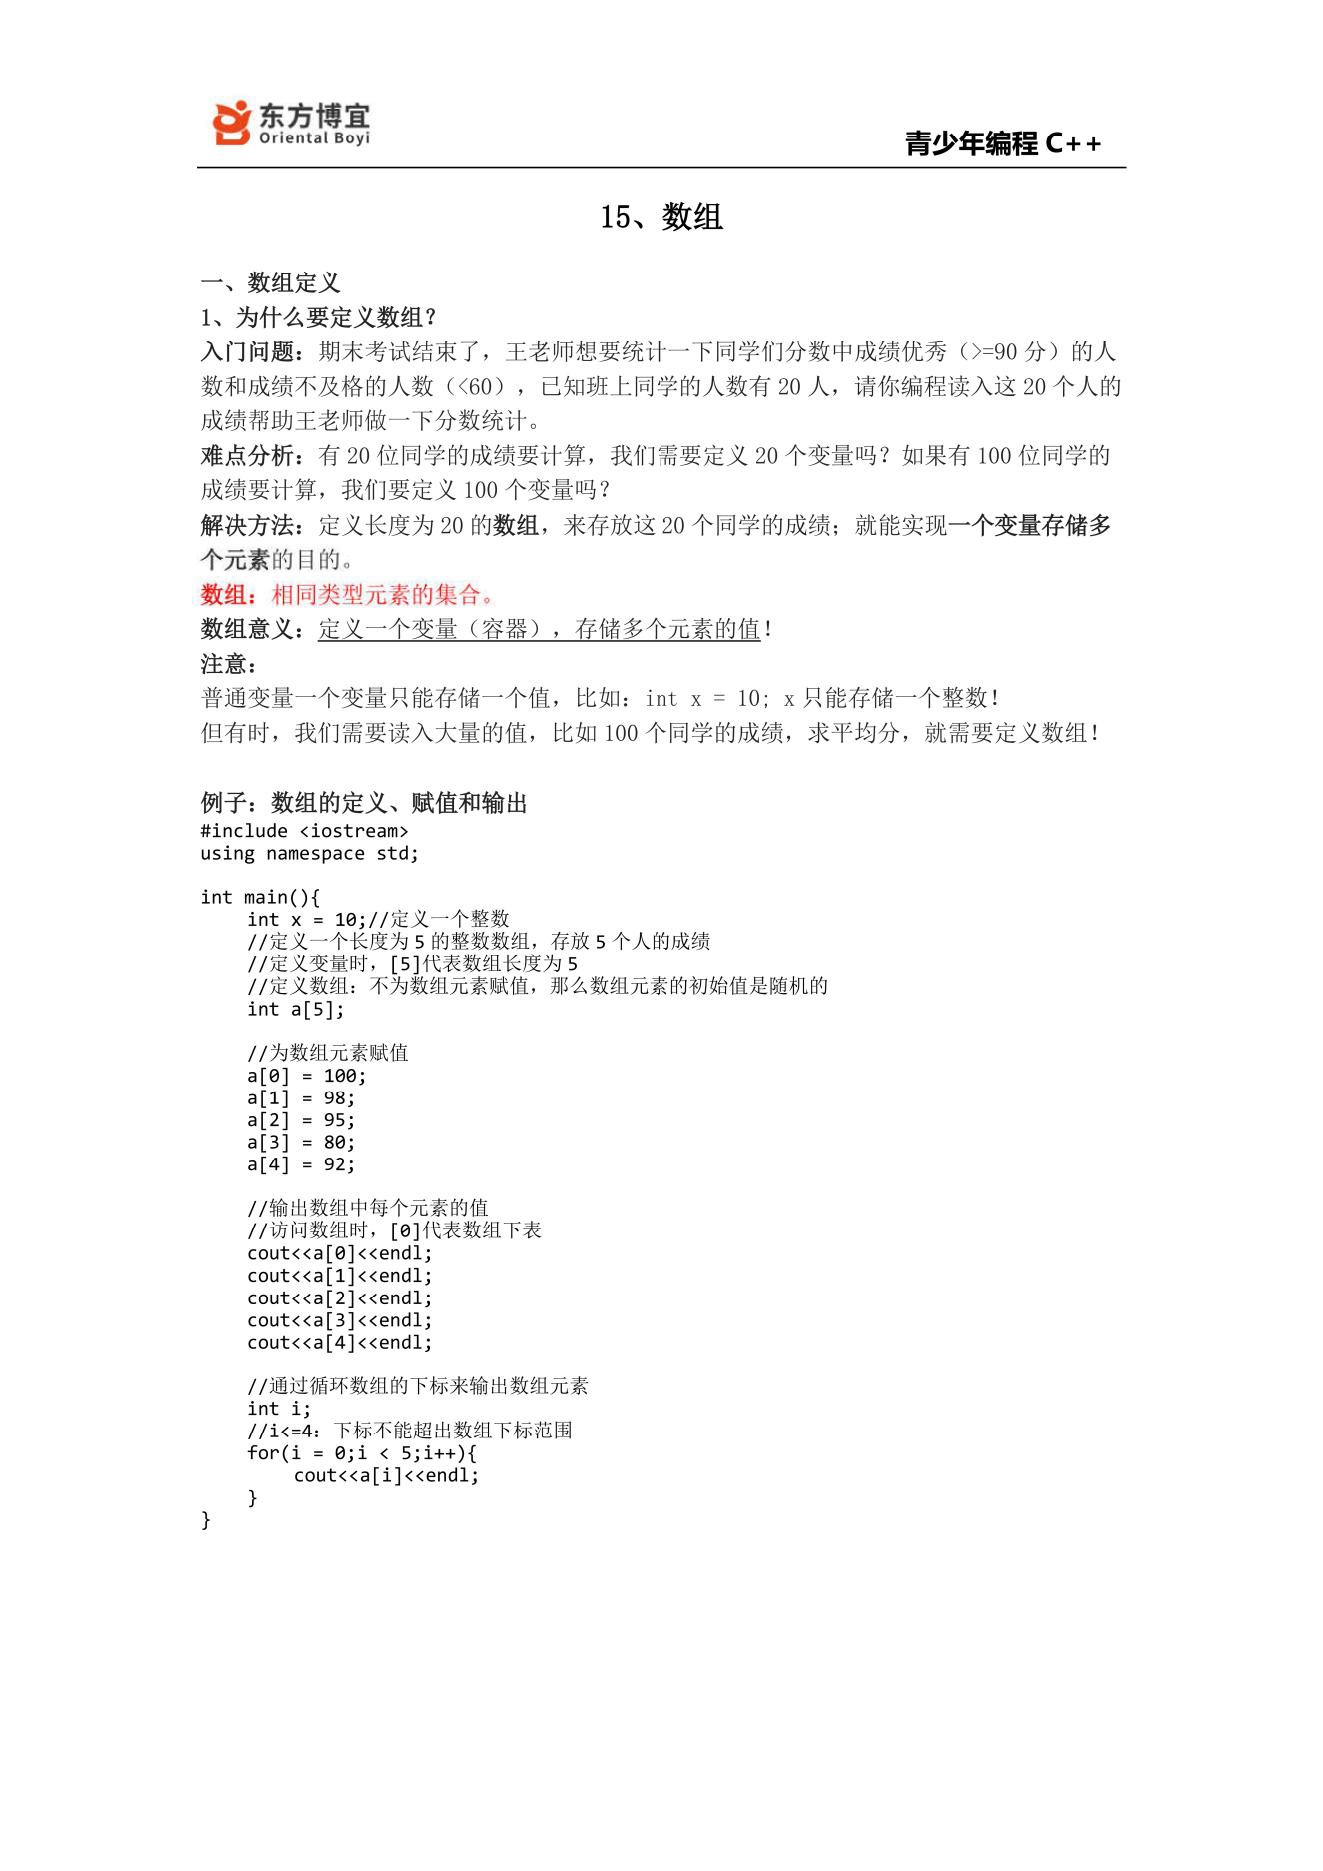 东方博宜
Oriental Boyi
青少年编程 C++
15、数组
一、数组定义
1、为什么要定义数组？
入门问题：期末考试结束了，王老师想要统计一下同学们分数中成绩优秀（>=90 分）的人
数和成绩不及格的人数（<60），已知班上同学的人数有 20 人，请你编程读入这 20 个人的
成绩帮助王老师做一下分数统计。
难点分析：有 20 位同学的成绩要计算，我们需要定义 20 个变量吗？如果有 100 位同学的
成绩要计算，我们要定义 100 个变量吗？
解决方法：定义长度为 20 的数组，来存放这 20 个同学的成绩；就能实现一个变量存储多
个元素的目的。
数组：相同类型元素的集合。
数组意义：定义一个变量（容器），存储多个元素的值！
注意：
普通变量一个变量只能存储一个值，比如：int x = 10; x 只能存储一个整数！
但有时，我们需要读入大量的值，比如 100 个同学的成绩，求平均分，就需要定义数组！
例子：数组的定义、赋值和输出
#include <iostream>
using namespace std;
int main(){
int x = 10;//定义一个整数
//定义一个长度为 5 的整数数组，存放 5 个人的成绩
//定义变量时，[5]代表数组长度为 5
//定义数组：不为数组元素赋值，那么数组元素的初始值是随机的
int a[5];
//为数组元素赋值
a[0] = 100;
a[1] = 98;
a[2] = 95;
a[3] = 80;
a[4] = 92;
//输出数组中每个元素的值
//访问数组时，[0]代表数组下表
cout<<a[0]<<endl;
cout<<a[1]<<endl;
cout<<a[2]<<endl;
cout<<a[3]<<endl;
cout<<a[4]<<endl;
//通过循环数组的下标来输出数组元素
int i;
//i<=4：下标不能超出数组下标范围
for(i = 0;i < 5;i++){
cout<<a[i]<<endl;
}
}